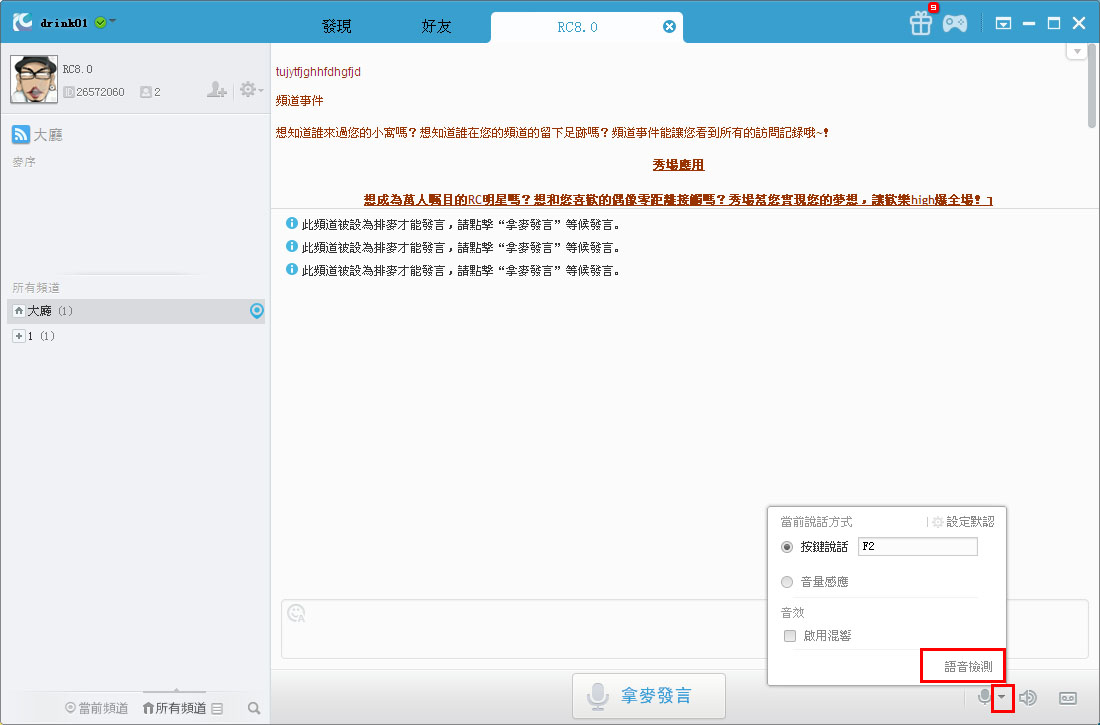 drink01
發現
好友
RC8.0
9
RC8.0
ID 26572060
2
大廳
麥序
所有頻道
大廳 (1)
1 (1)
當前頻道
所有頻道
tujytfjghhfdhgfjd
頻道事件
想知道誰來過您的小窩嗎？想知道誰在您的頻道的留下足跡嗎？頻道事件能讓您看到所有的訪問記錄哦~！
秀場應用
想成為萬人矚目的RC明星嗎？想和您喜歡的偶像零距離接觸嗎？秀場幫您實現您的夢想，讓歡樂high爆全場！
此頻道被設為排麥才能發言，請點擊“拿麥發言”等候發言。
此頻道被設為排麥才能發言，請點擊“拿麥發言”等候發言。
此頻道被設為排麥才能發言，請點擊“拿麥發言”等候發言。
當前說話方式
設定默認
按鍵說話
F2
音量感應
音效
啟用混響
語音檢測
拿麥發言